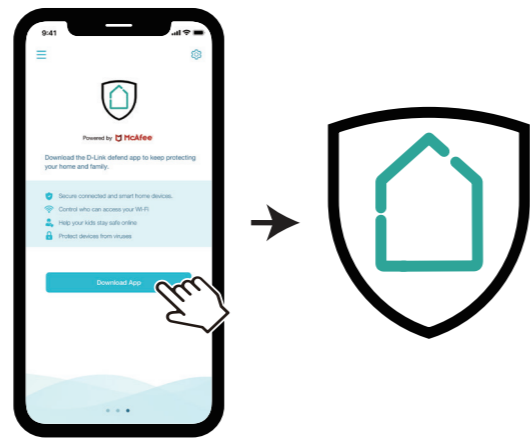 9:41
Powered by McAfee
Download the D-Link defend app to keep protecting
your home and family.
Secure connected and smart home devices.
Control who can access your Wi-Fi
Help your kids stay safe online
Protect devices from viruses
Download App